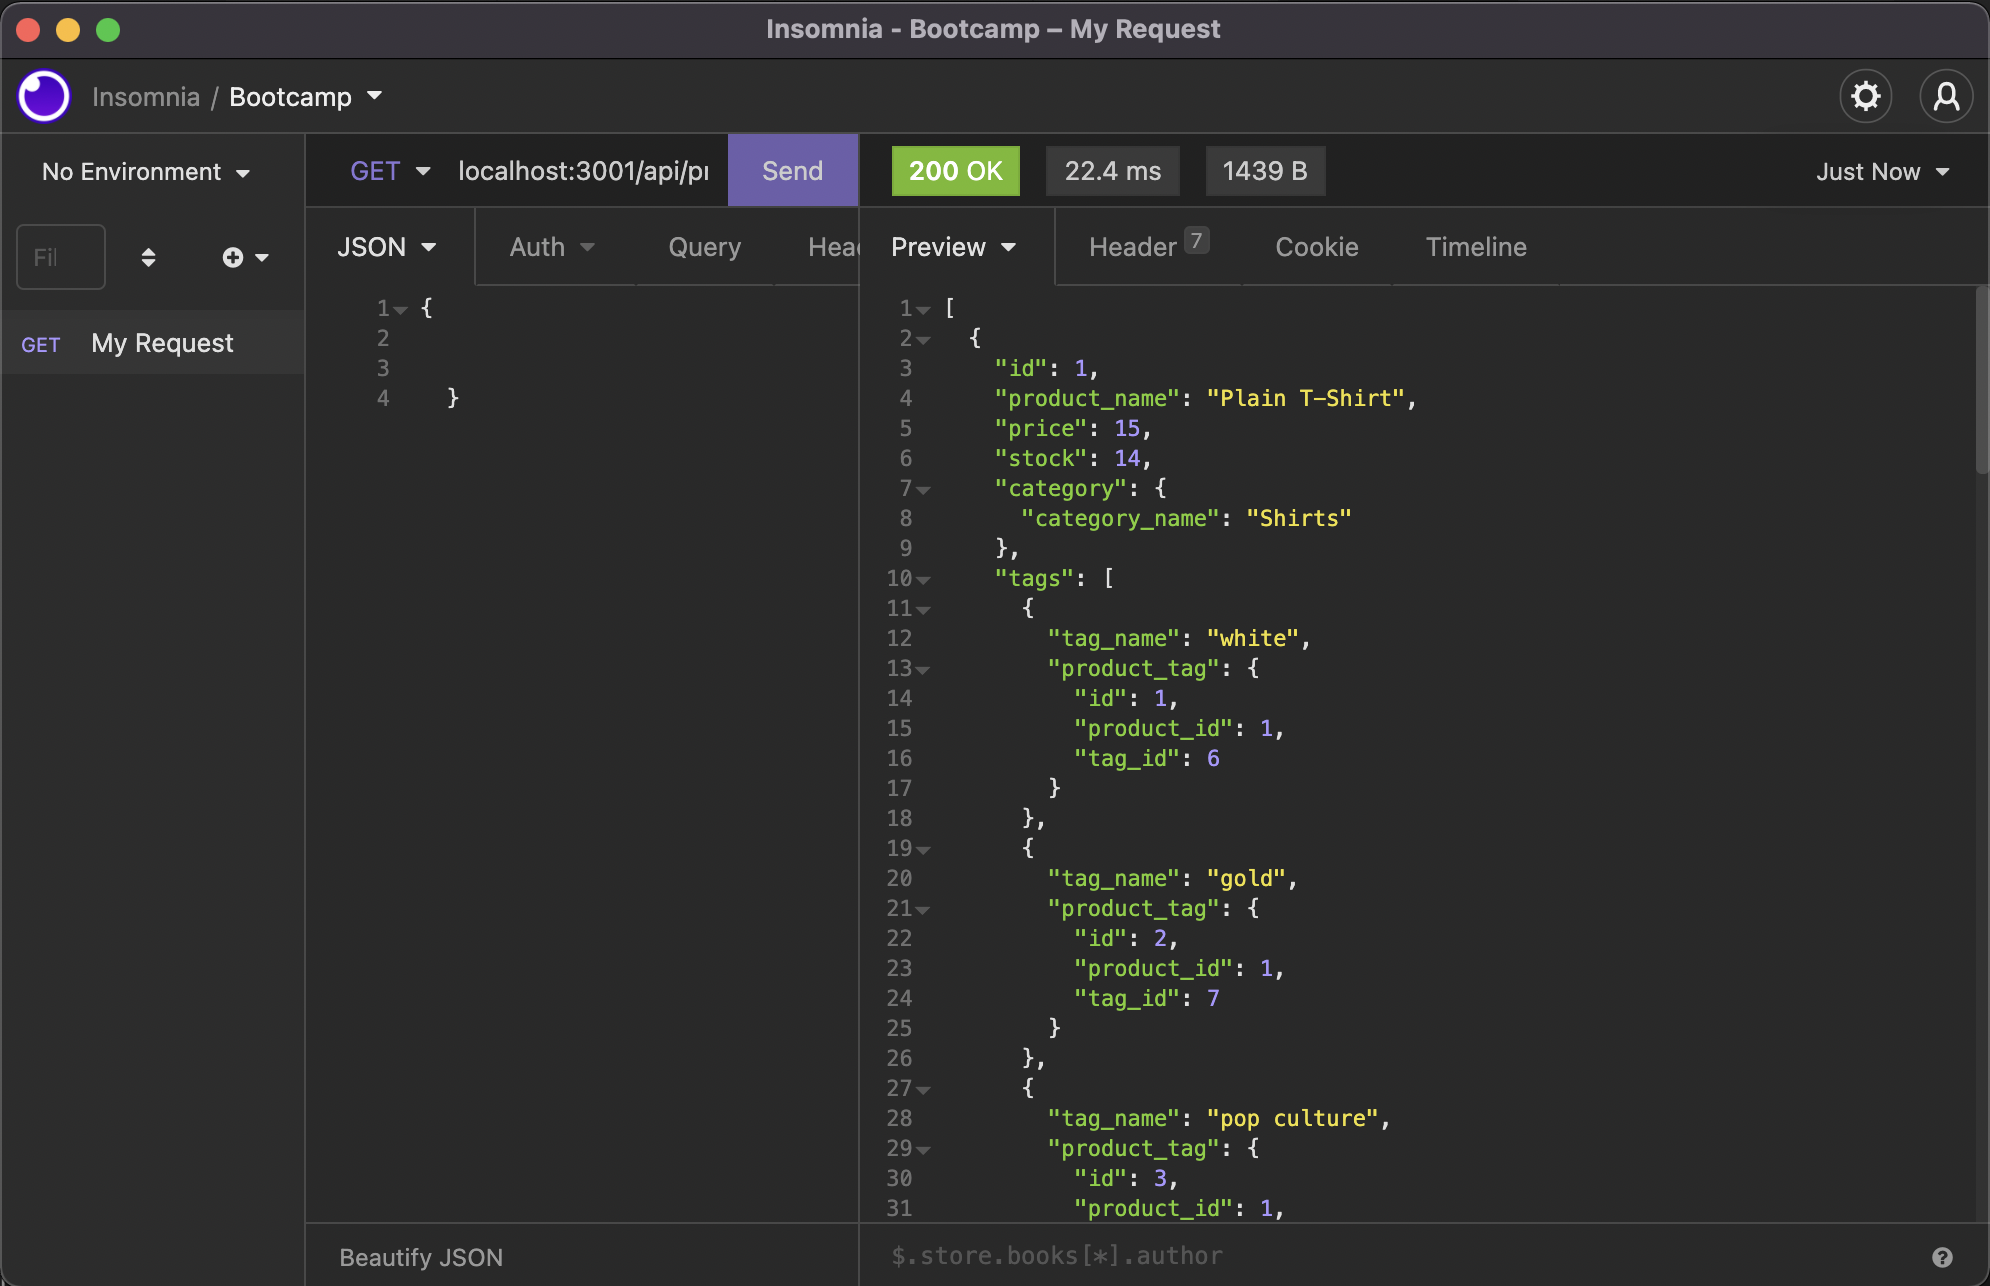 Insomnia - Bootcamp – My Request
Insomnia / Bootcamp
No Environment
GET localhost:3001/api/pr
Send
200 OK
22.4 ms
1439 B
Just Now
Fil
JSON
Auth
Query
Head
Preview
Header 7
Cookie
Timeline
GET My Request
1 {
2
3
4 }
1 [
2 {
3 "id": 1,
4 "product_name": "Plain T-Shirt",
5 "price": 15,
6 "stock": 14,
7 "category": {
8 "category_name": "Shirts"
9 },
10 "tags": [
11 {
12 "tag_name": "white",
13 "product_tag": {
14 "id": 1,
15 "product_id": 1,
16 "tag_id": 6
17 }
18 },
19 {
20 "tag_name": "gold",
21 "product_tag": {
22 "id": 2,
23 "product_id": 1,
24 "tag_id": 7
25 }
26 },
27 {
28 "tag_name": "pop culture",
29 "product_tag": {
30 "id": 3,
31 "product_id": 1,
Beautify JSON
$.store.books[*].author